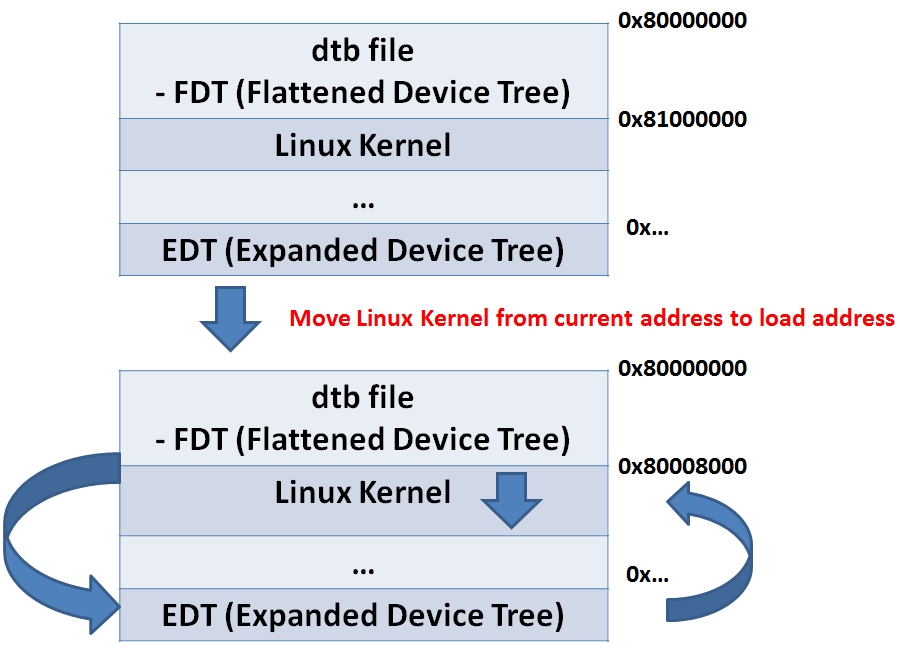 0x80000000
dtb file
- FDT (Flattened Device Tree)
0x81000000
Linux Kernel
...
0x...
EDT (Expanded Device Tree)
Move Linux Kernel from current address to load address
0x80000000
dtb file
- FDT (Flattened Device Tree)
0x80008000
Linux Kernel
...
0x...
EDT (Expanded Device Tree)